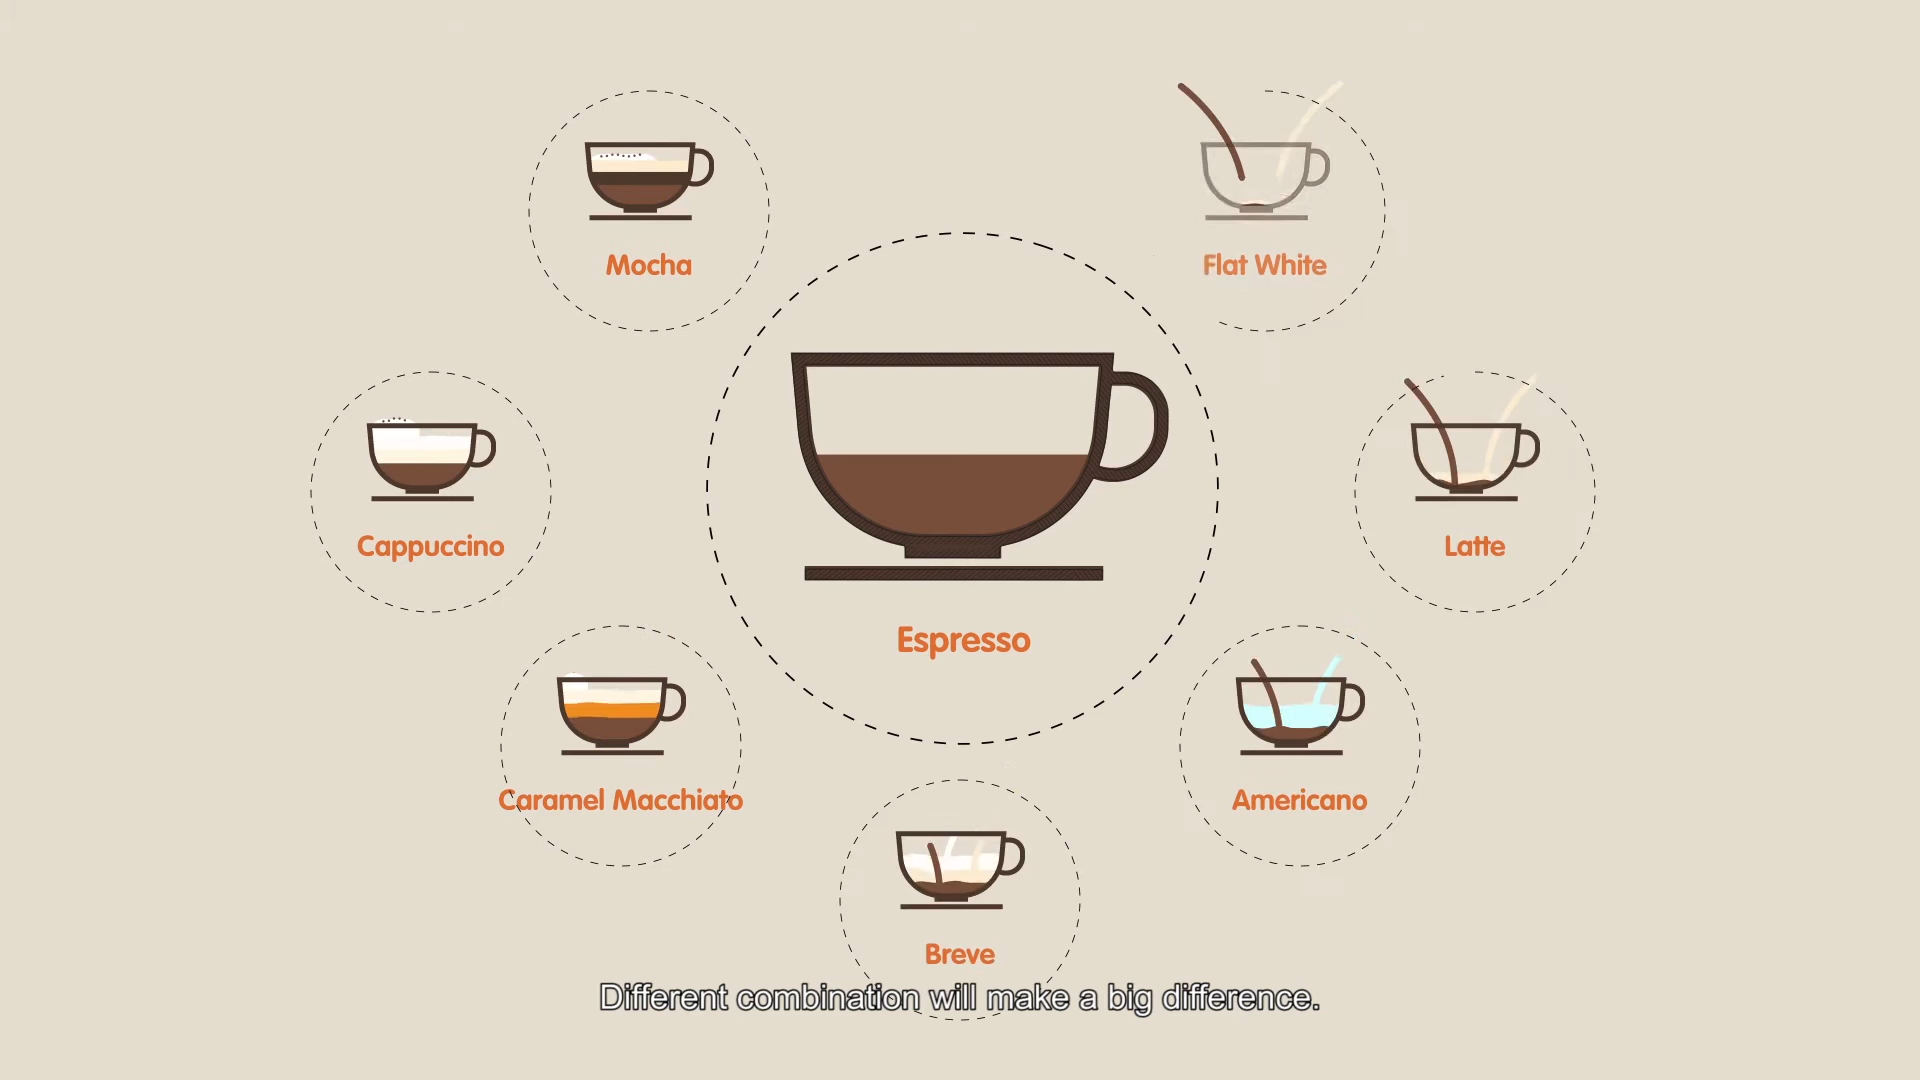 Mocha
Flat White
Cappuccino
Latte
Espresso
Caramel Macchiato
Americano
Breve
Different combination will make a big difference.